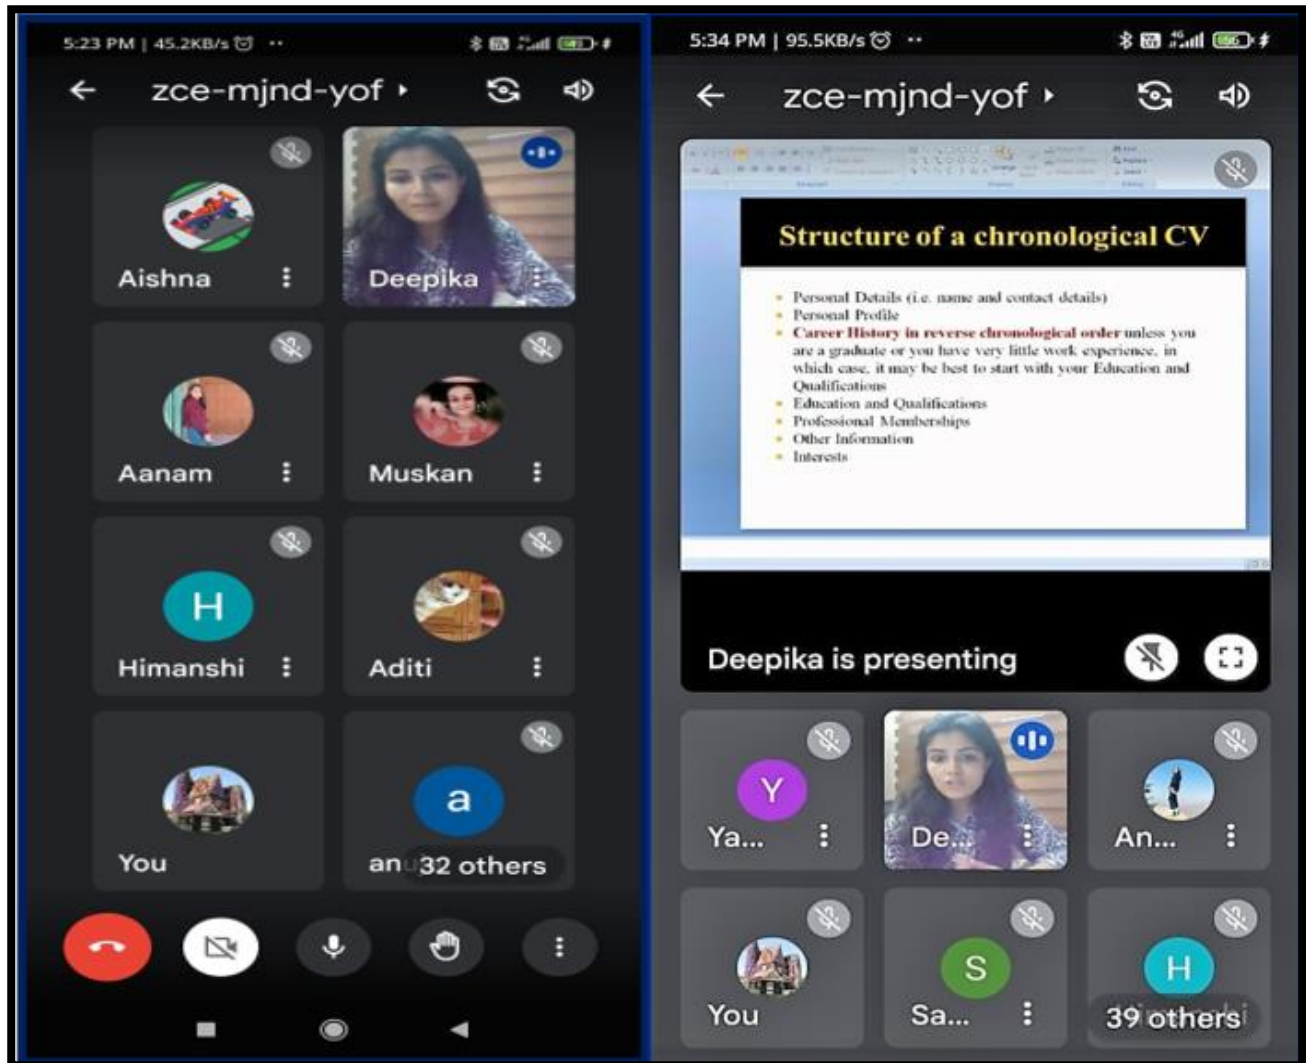 5:23 PM | 45.2KB/s
zce-mjnd-yof
Aishna
Deepika
Aanam
Muskan
Himanshi
H
Aditi
You
a
32 others
5:34 PM | 95.5KB/s
4G
zce-mjnd-yof
Structure of a chronological CV
Personal Details (i.e. name and contact details)
Personal Profile
Career History in reverse chronological order unless you
are a graduate or you have very little work experience, in
which case, it may be best to start with your Education and
Qualifications
Education and Qualifications
Professional Memberships
Other Information
Interests
Deepika is presenting
Y
Ya...
De...
An...
You
S
Sa...
H
39 others